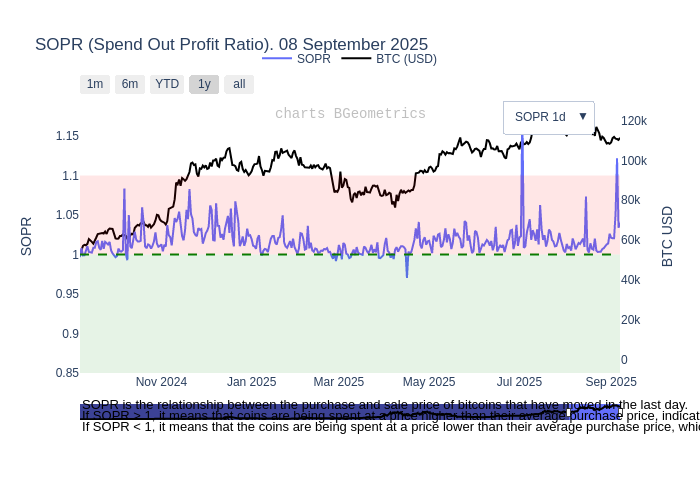 SOPR (Spend Out Profit Ratio). 08 September 2025
SOPR BTC (USD)
1m 6m YTD 1y all
charts BGeometrics
SOPR 1d ▼
1.15
1.1
1.05
1
0.95
0.9
0.85
SOPR
120k
100k
80k
60k
40k
20k
0
BTC USD
Nov 2024 Jan 2025 Mar 2025 May 2025 Jul 2025 Sep 2025
SOPR is the relationship between the purchase and sale price of bitcoins that have moved in the last day.
If SOPR > 1, it means that coins are being spent at a price higher than their average purchase price, indicat
If SOPR < 1, it means that the coins are being spent at a price lower than their average purchase price, whi